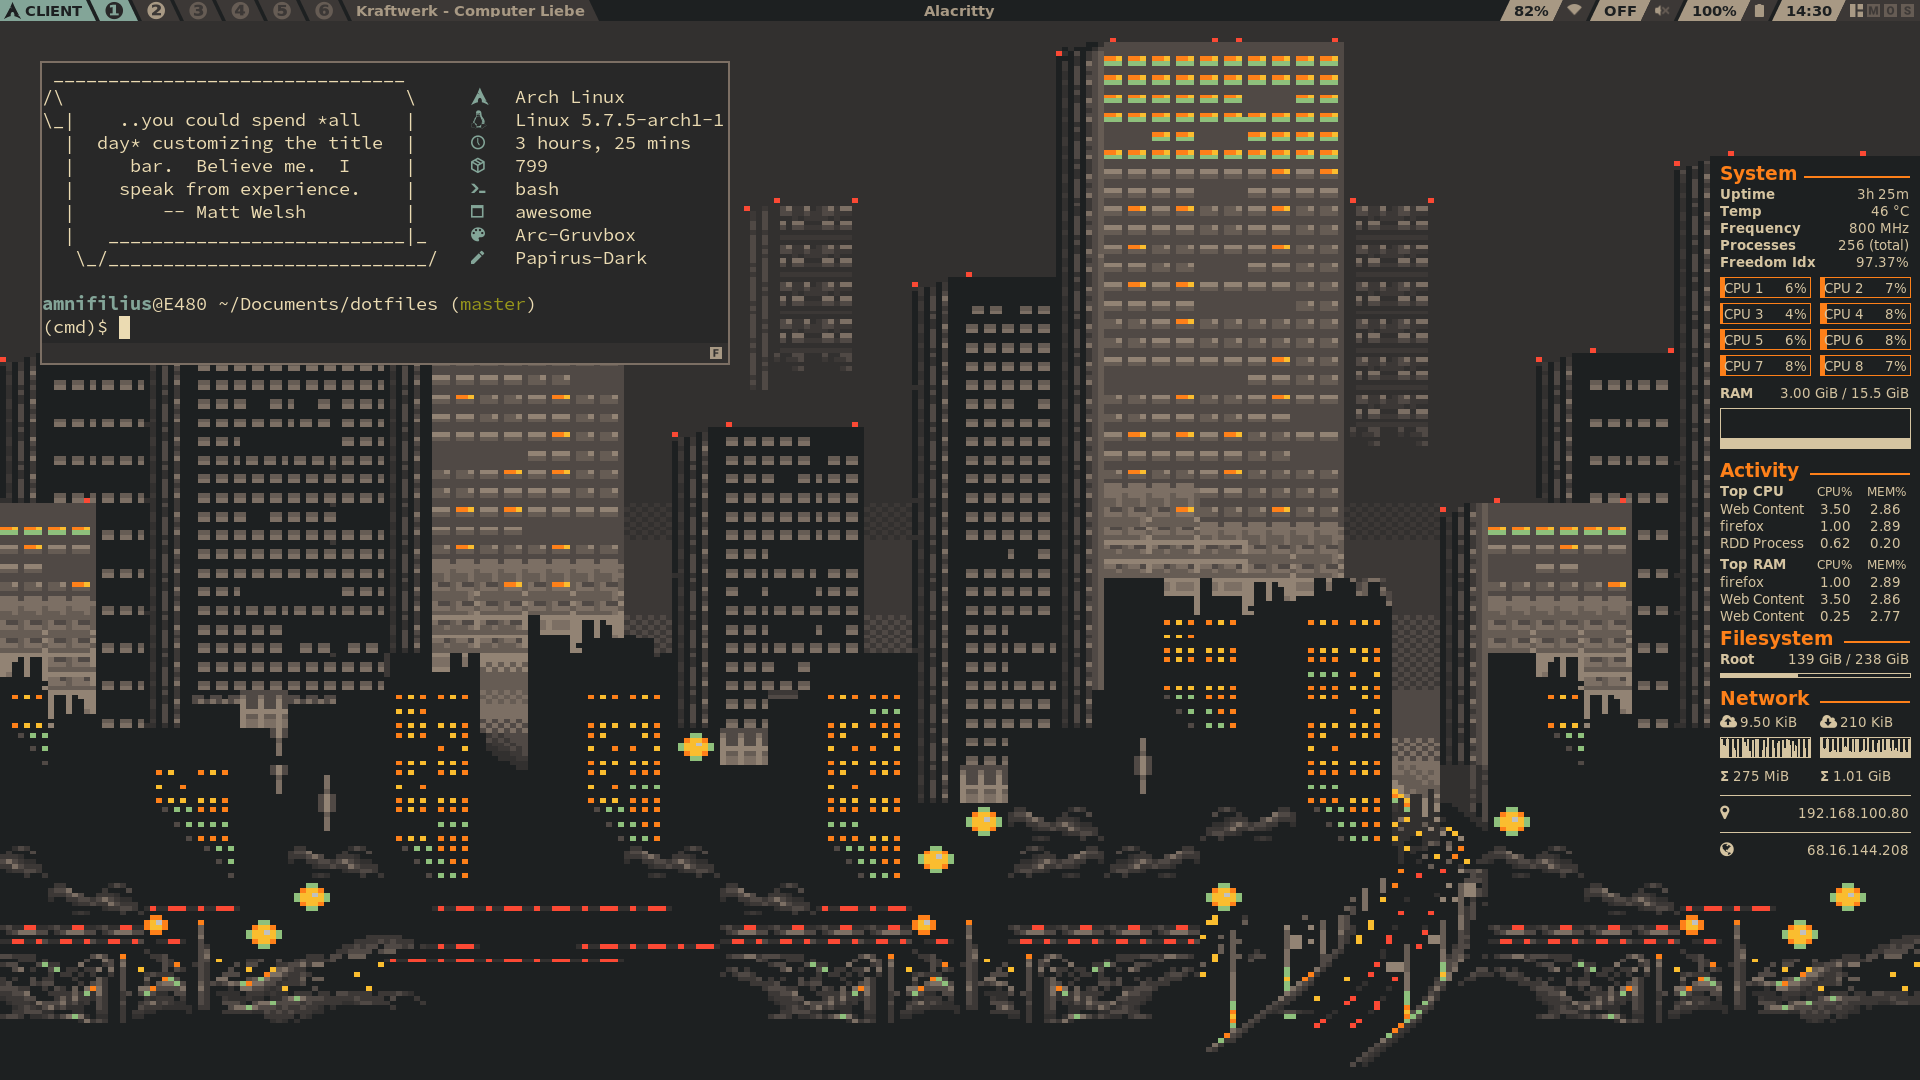 CLIENT 1 2 3 4 5 6 Kraftwerk - Computer Liebe
Alacritty
82% OFF 100% 14:30 M O S
..you could spend *all
day* customizing the title
bar. Believe me. I
speak from experience.
-- Matt Welsh
Arch Linux
Linux 5.7.5-arch1-1
3 hours, 25 mins
799
bash
awesome
Arc-Gruvbox
Papirus-Dark
amnifilius@E480 ~/Documents/dotfiles (master)
(cmd)$
F
System
Uptime 3h 25m
Temp 46 °C
Frequency 800 MHz
Processes 256 (total)
Freedom Idx 97.37%
CPU 1 6% CPU 2 7%
CPU 3 4% CPU 4 8%
CPU 5 6% CPU 6 8%
CPU 7 8% CPU 8 7%
RAM 3.00 GiB / 15.5 GiB
Activity
Top CPU CPU% MEM%
Web Content 3.50 2.86
firefox 1.00 2.89
RDD Process 0.62 0.20
Top RAM CPU% MEM%
firefox 1.00 2.89
Web Content 3.50 2.86
Web Content 0.25 2.77
Filesystem
Root 139 GiB / 238 GiB
Network
9.50 KiB 210 KiB
Σ 275 MiB Σ 1.01 GiB
192.168.100.80
68.16.144.208